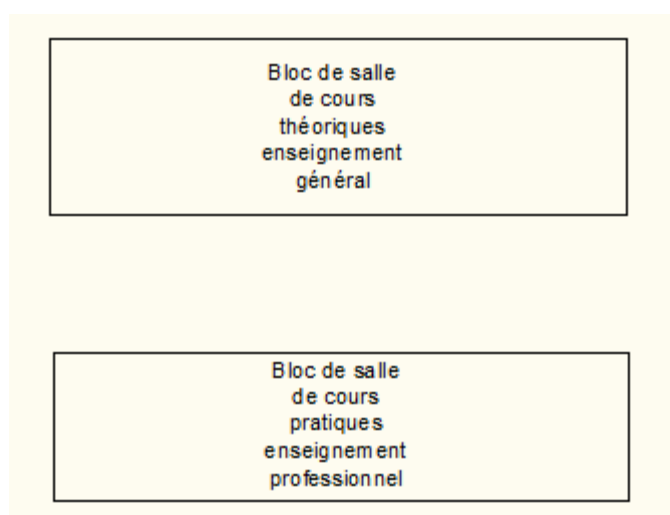 Bloc de salle
de cours
théoriques
enseignement
général
Bloc de salle
de cours
pratiques
enseignement
professionnel